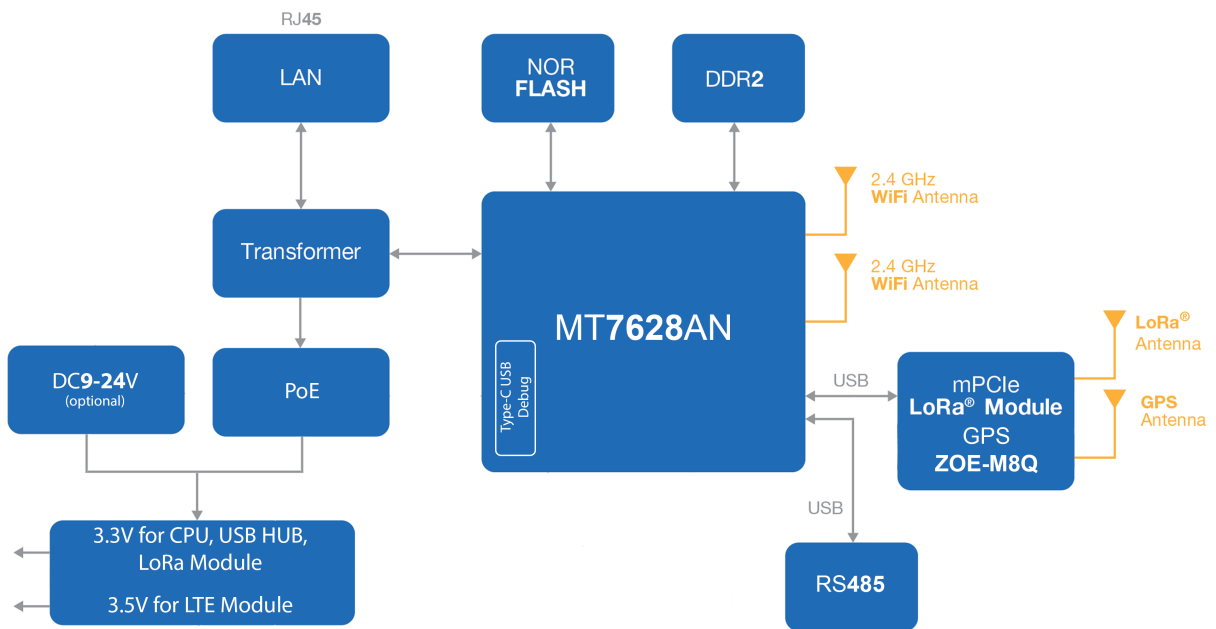 RJ45
LAN
NOR
FLASH
DDR2
2.4 GHz
WiFi Antenna
Transformer
2.4 GHz
WiFi Antenna
MT7628AN
Type-C USB
Debug
LoRa®
Antenna
DC9-24V
(optional)
PoE
USB
mPCIe
LoRa® Module
GPS
ZOE-M8Q
GPS
Antenna
USB
3.3V for CPU, USB HUB,
LoRa Module
3.5V for LTE Module
RS485